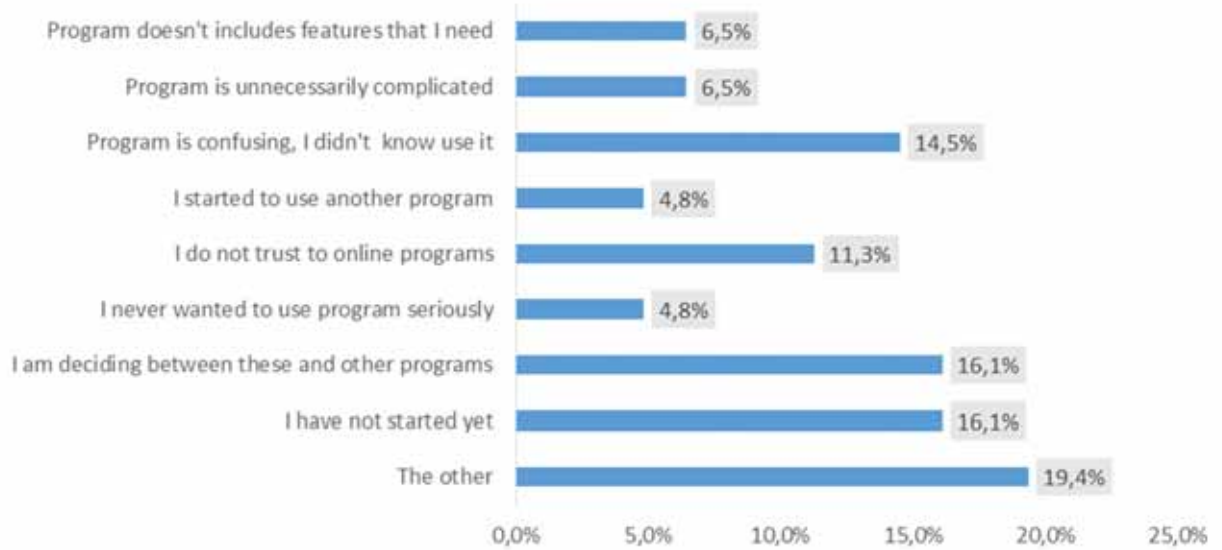 Program doesn't includes features that I need 6,5%
Program is unnecessarily complicated 6,5%
Program is confusing, I didn't know use it 14,5%
I started to use another program 4,8%
I do not trust to online programs 11,3%
I never wanted to use program seriously 4,8%
I am deciding between these and other programs 16,1%
I have not started yet 16,1%
The other 19,4%
0,0% 5,0% 10,0% 15,0% 20,0% 25,0%